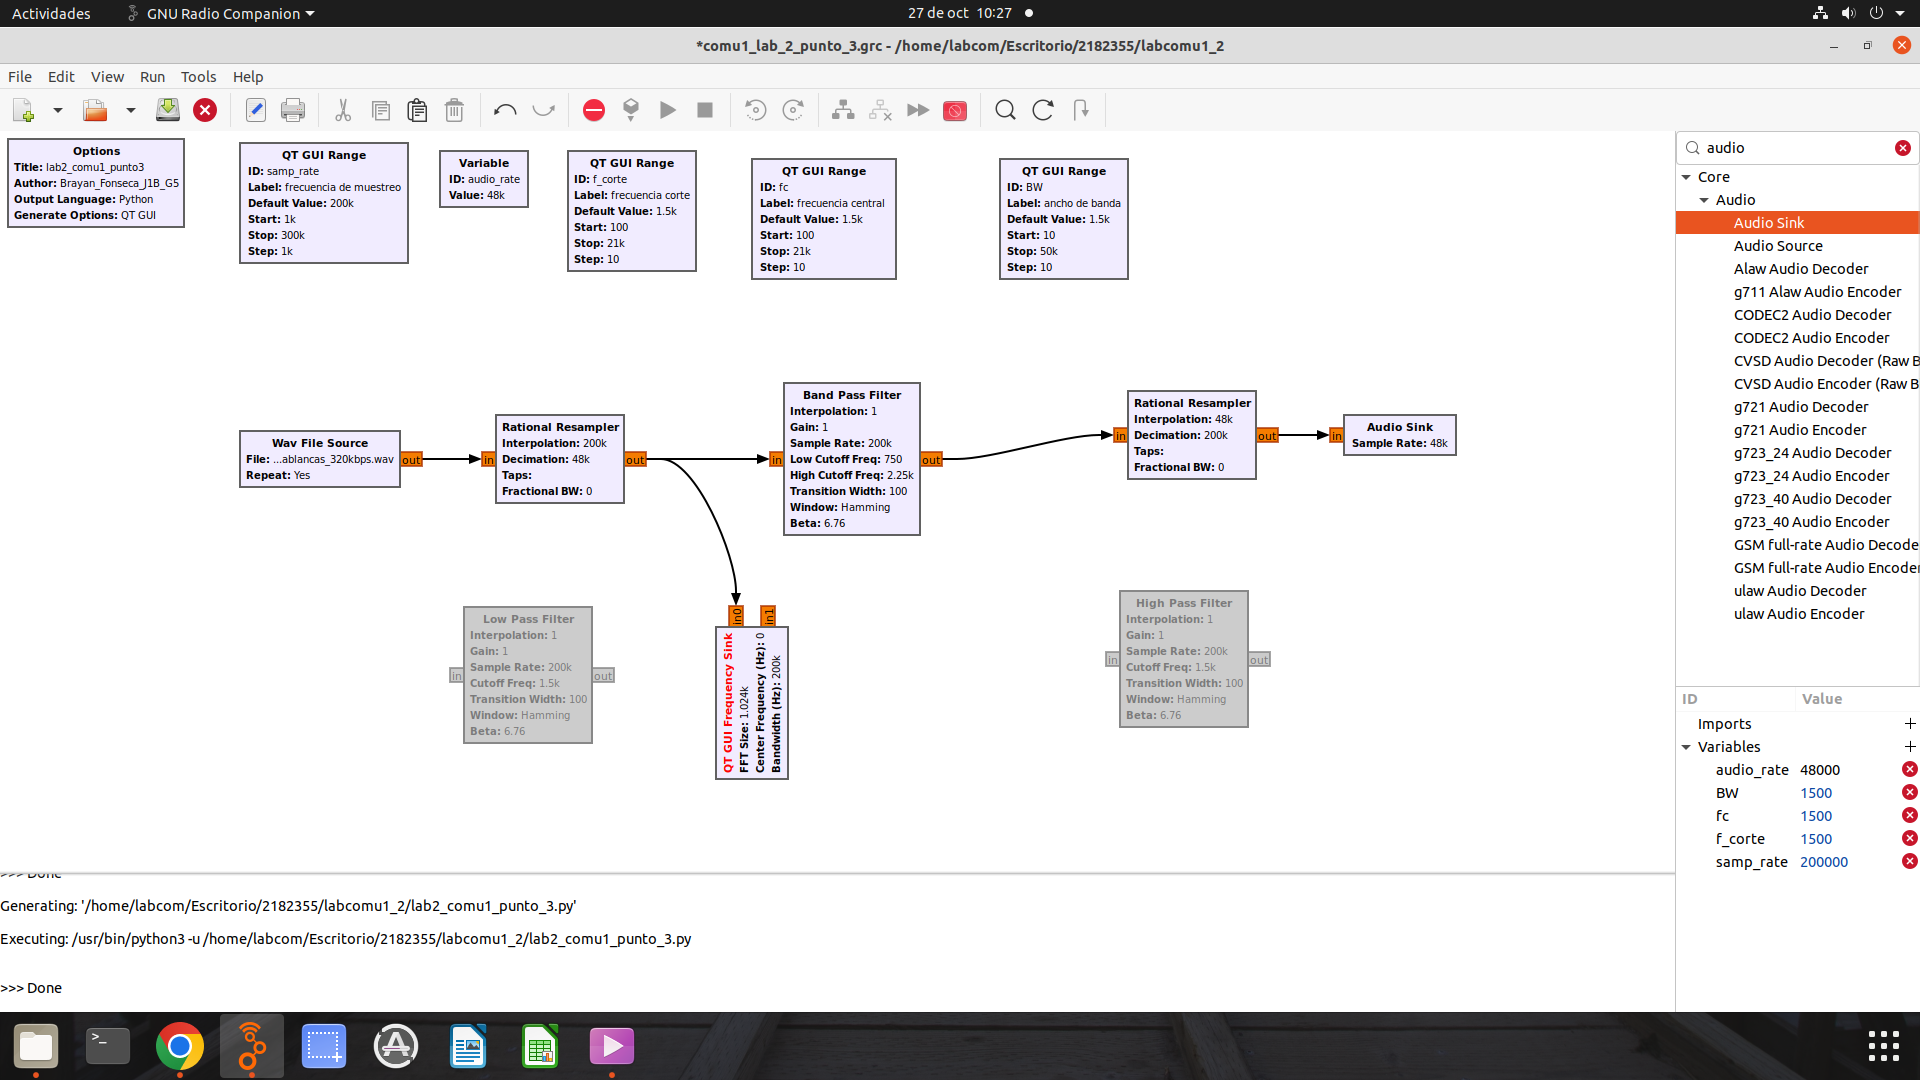 Actividades
GNU Radio Companion
27 de oct 10:27
*comu1_lab_2_punto_3.grc - /home/labcom/Escritorio/2182355/labcomu1_2
File Edit View Run Tools Help
Options
Title: lab2_comu1_punto3
Author: Brayan_Fonseca_J1B_G5
Output Language: Python
Generate Options: QT GUI
QT GUI Range
ID: samp_rate
Label: frecuencia de muestreo
Default Value: 200k
Start: 1k
Stop: 300k
Step: 1k
Variable
ID: audio_rate
Value: 48k
QT GUI Range
ID: f_corte
Label: frecuencia corte
Default Value: 1.5k
Start: 100
Stop: 21k
Step: 10
QT GUI Range
ID: fc
Label: frecuencia central
Default Value: 1.5k
Start: 100
Stop: 21k
Step: 10
QT GUI Range
ID: BW
Label: ancho de banda
Default Value: 1.5k
Start: 10
Stop: 50k
Step: 10
Wav File Source
File: ...ablancas_320kbps.wav
Repeat: Yes
out
in
Rational Resampler
Interpolation: 200k
Decimation: 48k
Taps:
Fractional BW: 0
out
in
Band Pass Filter
Interpolation: 1
Gain: 1
Sample Rate: 200k
Low Cutoff Freq: 750
High Cutoff Freq: 2.25k
Transition Width: 100
Window: Hamming
Beta: 6.76
out
in
Rational Resampler
Interpolation: 48k
Decimation: 200k
Taps:
Fractional BW: 0
out
in
Audio Sink
Sample Rate: 48k
in
Low Pass Filter
Interpolation: 1
Gain: 1
Sample Rate: 200k
Cutoff Freq: 1.5k
Transition Width: 100
Window: Hamming
Beta: 6.76
out
in0
in1
QT GUI Frequency Sink
FFT Size: 1.024k
Center Frequency (Hz): 0
Bandwidth (Hz): 200k
in
High Pass Filter
Interpolation: 1
Gain: 1
Sample Rate: 200k
Cutoff Freq: 1.5k
Transition Width: 100
Window: Hamming
Beta: 6.76
out
audio
Core
Audio
Audio Sink
Audio Source
Alaw Audio Decoder
g711 Alaw Audio Encoder
CODEC2 Audio Decoder
CODEC2 Audio Encoder
CVSD Audio Decoder (Raw B
CVSD Audio Encoder (Raw B
g721 Audio Decoder
g721 Audio Encoder
g723_24 Audio Decoder
g723_24 Audio Encoder
g723_40 Audio Decoder
g723_40 Audio Encoder
GSM full-rate Audio Decode
GSM full-rate Audio Encoder
ulaw Audio Decoder
ulaw Audio Encoder
ID Value
Imports
Variables
audio_rate 48000
BW 1500
fc 1500
f_corte 1500
samp_rate 200000
>>> Done
Generating: '/home/labcom/Escritorio/2182355/labcomu1_2/lab2_comu1_punto_3.py'
Executing: /usr/bin/python3 -u /home/labcom/Escritorio/2182355/labcomu1_2/lab2_comu1_punto_3.py
>>> Done